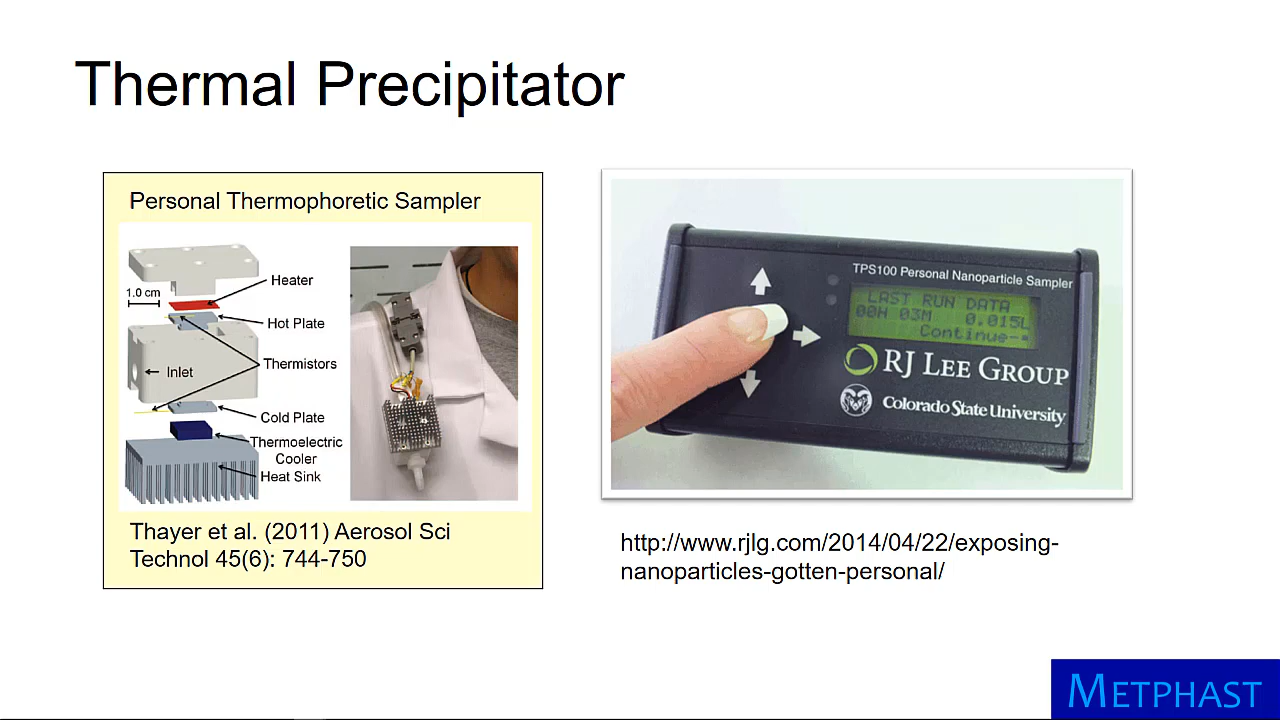 Thermal Precipitator
Personal Thermophoretic Sampler
1.0 cm
Heater
Hot Plate
Thermistors
Inlet
Cold Plate
Thermoelectric
Cooler
Heat Sink
Thayer et al. (2011) Aerosol Sci
Technol 45(6): 744-750
TPS100 Personal Nanoparticle Sampler
LAST RUN DATA
00H 03M 0.015L
Continue-
RJ LEE GROUP
Colorado State University
http://www.rjlg.com/2014/04/22/exposing-
nanoparticles-gotten-personal/
METPHAST